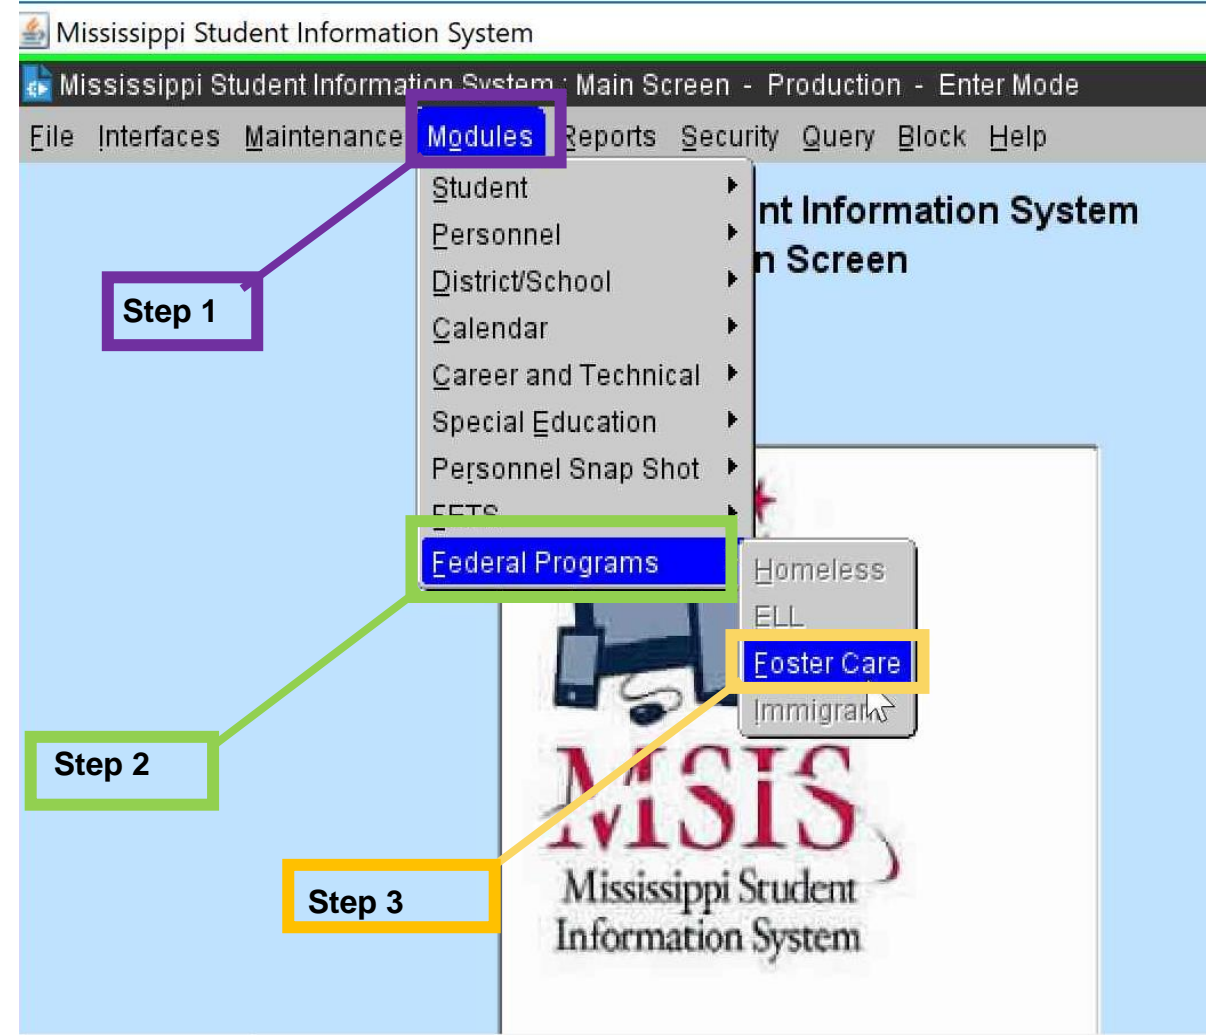 Mississippi Student Information System
Mississippi Student Information System : Main Screen - Production - Enter Mode
File Interfaces Maintenance Modules Reports Security Query Block Help
Student
nt Information System
Personnel
n Screen
District/School
Step 1
Calendar
Career and Technical
Special Education
Personnel Snap Shot
Federal Programs
Homeless
ELL
Foster Care
Immigrant
Step 2
MSIS
Step 3
Mississippi Student
Information System